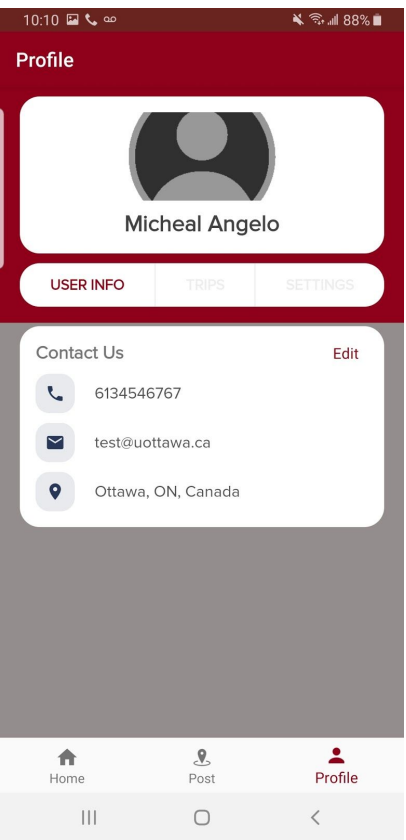 10:10 88%
Profile
Micheal Angelo
USER INFO TRIPS SETTINGS
Contact Us Edit
6134546767
test@uottawa.ca
Ottawa, ON, Canada
Home Post Profile